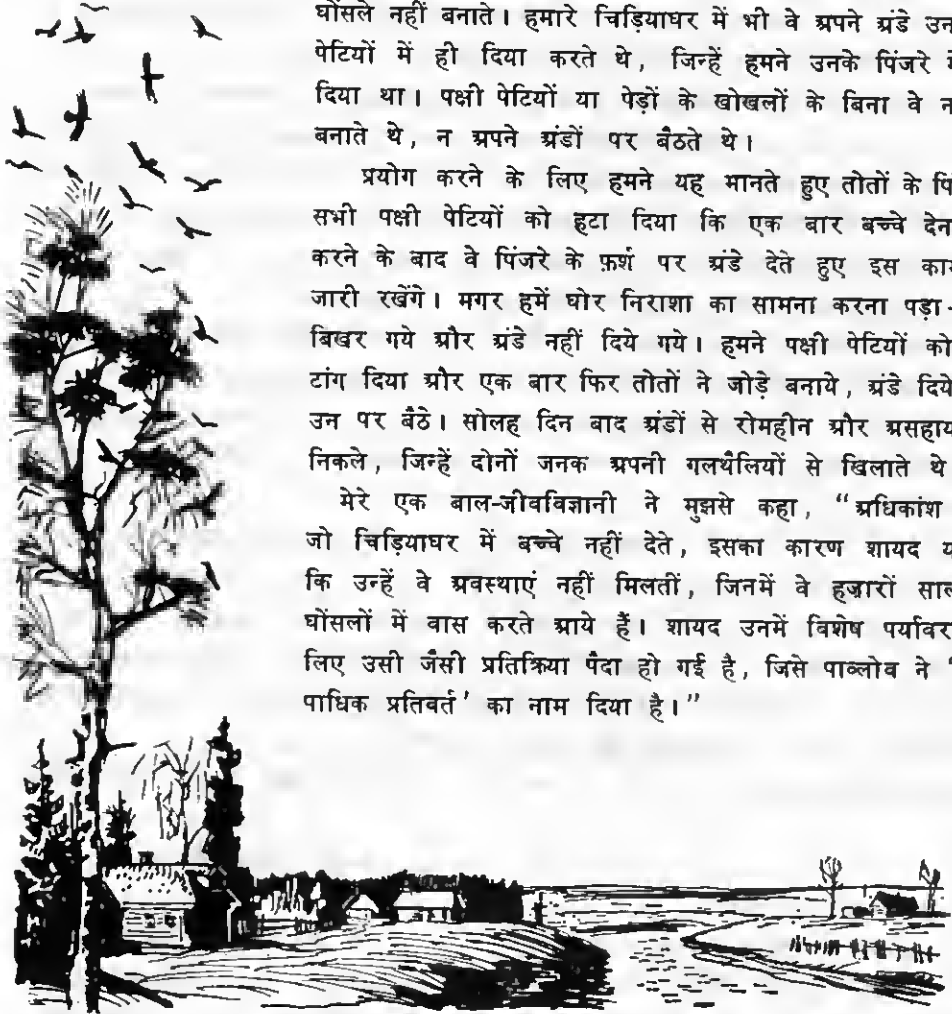 घोंसले नहीं बनाते। हमारे चिड़ियाघर में भी वे अपने अंडे उन
पेटियों में ही दिया करते थे, जिन्हें हमने उनके पिंजरे
दिया था। पक्षी पेटियों या पेड़ों के खोखलों के बिना वे
बनाते थे, न अपने अंडों पर बैठते थे।
प्रयोग करने के लिए हमने यह मानते हुए तोतों के
सभी पक्षी पेटियों को हटा दिया कि एक बार बच्चे
करने के बाद वे पिंजरे के फ़र्श पर अंडे देते हुए इस
जारी रखेंगे। मगर हमें घोर निराशा का सामना करना पड़ा-
बिखर गये और अंडे नहीं दिये गये। हमने पक्षी पेटियों को
टांग दिया और एक बार फिर तोतों ने जोड़े बनाये, अंडे दिये
उन पर बैठे। सोलह दिन बाद अंडों से रोमहीन और असहाय
निकले, जिन्हें दोनों जनक अपनी गलथैलियों से खिलाते थे
मेरे एक बाल-जीवविज्ञानी ने मुझसे कहा, “अधिकांश
जो चिड़ियाघर में बच्चे नहीं देते, इसका कारण शायद
कि उन्हें वे अवस्थाएं नहीं मिलतीं, जिनमें वे हज़ारों
घोंसलों में वास करते आये हैं। शायद उनमें विशेष
लिए उसी जैसी प्रतिक्रिया पैदा हो गई है, जिसे पाव्लोव ने
पाधिक प्रतिवर्त' का नाम दिया है।”